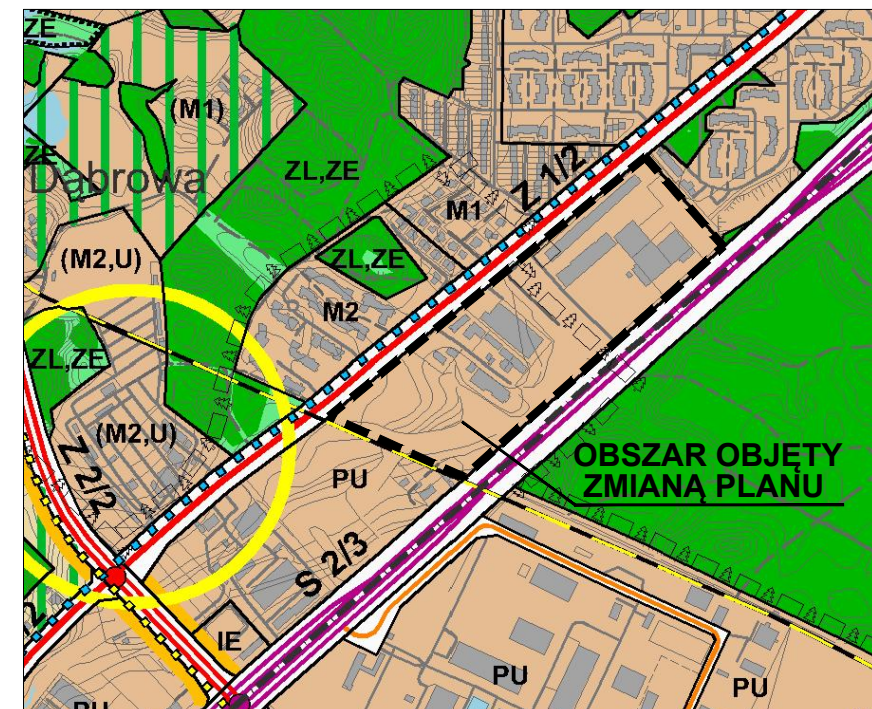 ZE
(M1)
ZE
Dąbrowa
ZL,ZE
Z 1/2
M1
(M2,U)
ZL,ZE
M2
ZL,ZE
(M2,U)
Z 2/2
PU
OBSZAR OBJĘTY
ZMIANĄ PLANU
S 2/3
IE
PU
PU
PU